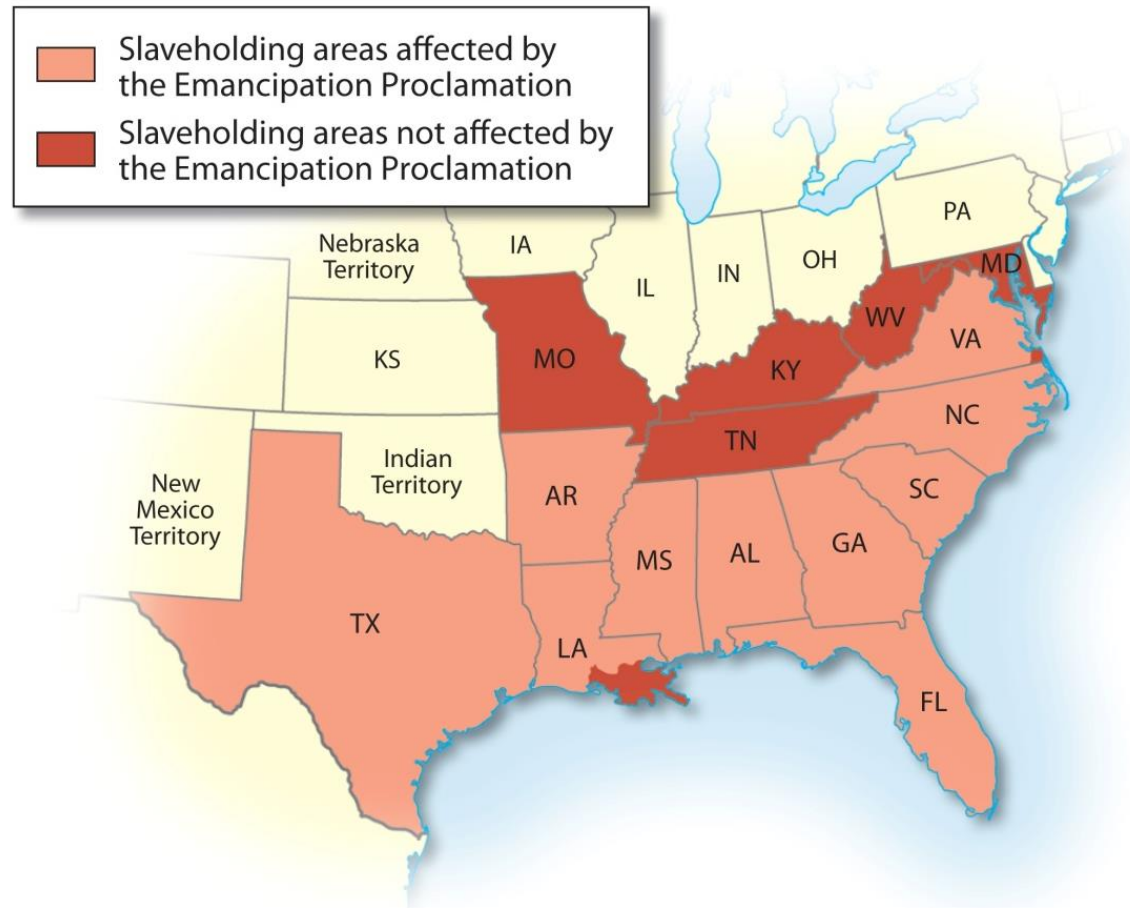 Slaveholding areas affected by
the Emancipation Proclamation
Slaveholding areas not affected by
the Emancipation Proclamation
Nebraska
Territory
IA
IL
IN
OH
PA
MD
KS
MO
KY
WV
VA
Indian
Territory
TN
NC
New
Mexico
Territory
AR
SC
MS
AL
GA
TX
LA
FL